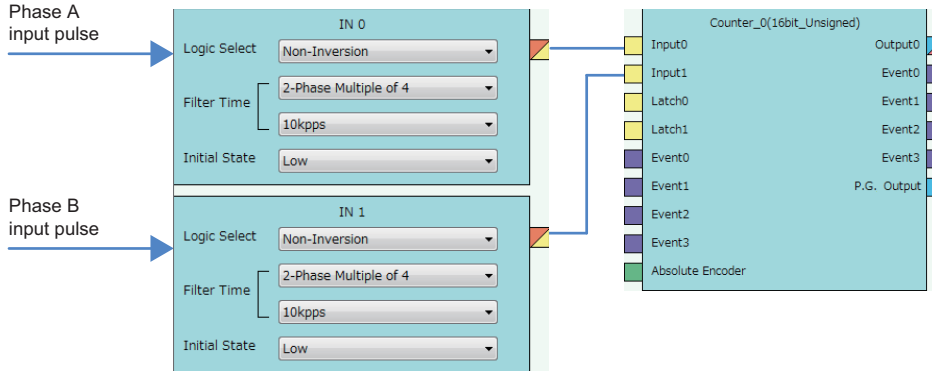 Phase A
input pulse
IN 0
Logic Select
Non-Inversion
Filter Time
2-Phase Multiple of 4
10kpps
Initial State
Low
Phase B
input pulse
IN 1
Logic Select
Non-Inversion
Filter Time
2-Phase Multiple of 4
10kpps
Initial State
Low
Counter_0(16bit_Unsigned)
Input0
Output0
Input1
Event0
Latch0
Event1
Latch1
Event2
Event0
Event3
Event1
P.G. Output
Event2
Event3
Absolute Encoder